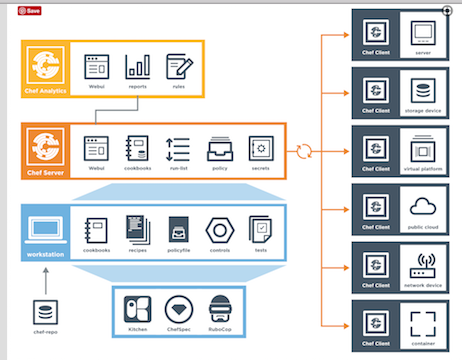 Save
Chef Analytics
WebUI
reports
rules
Chef Server
WebUI
cookbooks
run-list
policy
secrets
workstation
cookbooks
recipes
policyfile
controls
tests
chef-repo
Kitchen
ChefSpec
RuboCop
Chef Client
server
Chef Client
storage device
Chef Client
virtual platform
Chef Client
public cloud
Chef Client
network device
Chef Client
container